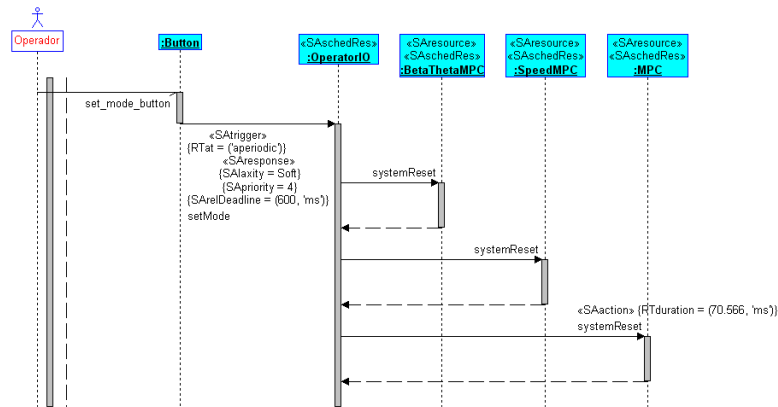 Operador
:Button
«SAschedRes»
:OperatorIO
«SAresource»
«SAschedRes»
:BetaThetaMPC
«SAresource»
«SAschedRes»
:SpeedMPC
«SAresource»
«SAschedRes»
:MPC
set_mode_button
«SAtrigger»
{RTat = ('aperiodic')}
«SAresponse»
{SAlaxity = Soft}
{SApriority = 4}
{SArelDeadline = (600, 'ms')}
setMode
systemReset
systemReset
«SAaction» {RTduration = (70.566, 'ms')}
systemReset